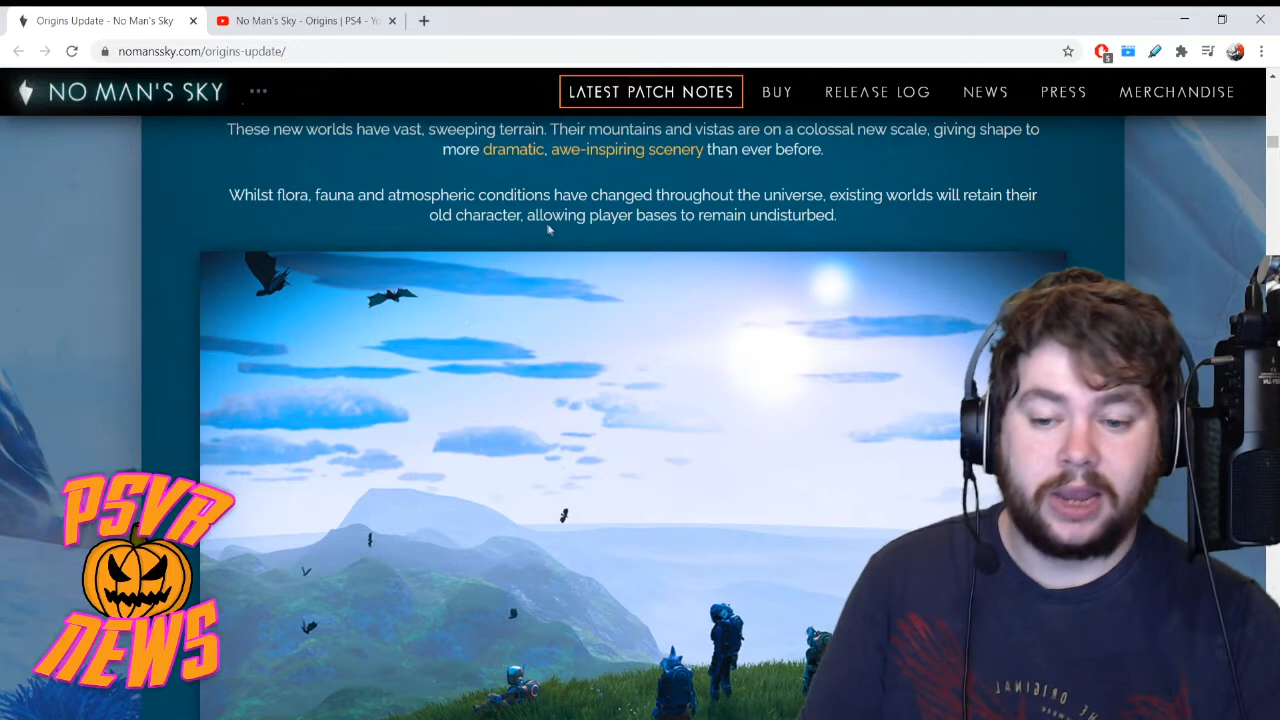 Origins Update - No Man's Sky
No Man's Sky - Origins | PS4 - Yo
nomanssky.com/origins-update/
5
NO MAN'S SKY
LATEST PATCH NOTES
BUY
RELEASE LOG
NEWS
PRESS
MERCHANDISE
These new worlds have vast, sweeping terrain. Their mountains and vistas are on a colossal new scale, giving shape to
more dramatic, awe-inspiring scenery than ever before.
Whilst flora, fauna and atmospheric conditions have changed throughout the universe, existing worlds will retain their
old character, allowing player bases to remain undisturbed.
PSVR
NEWS
THE ORIGINAL